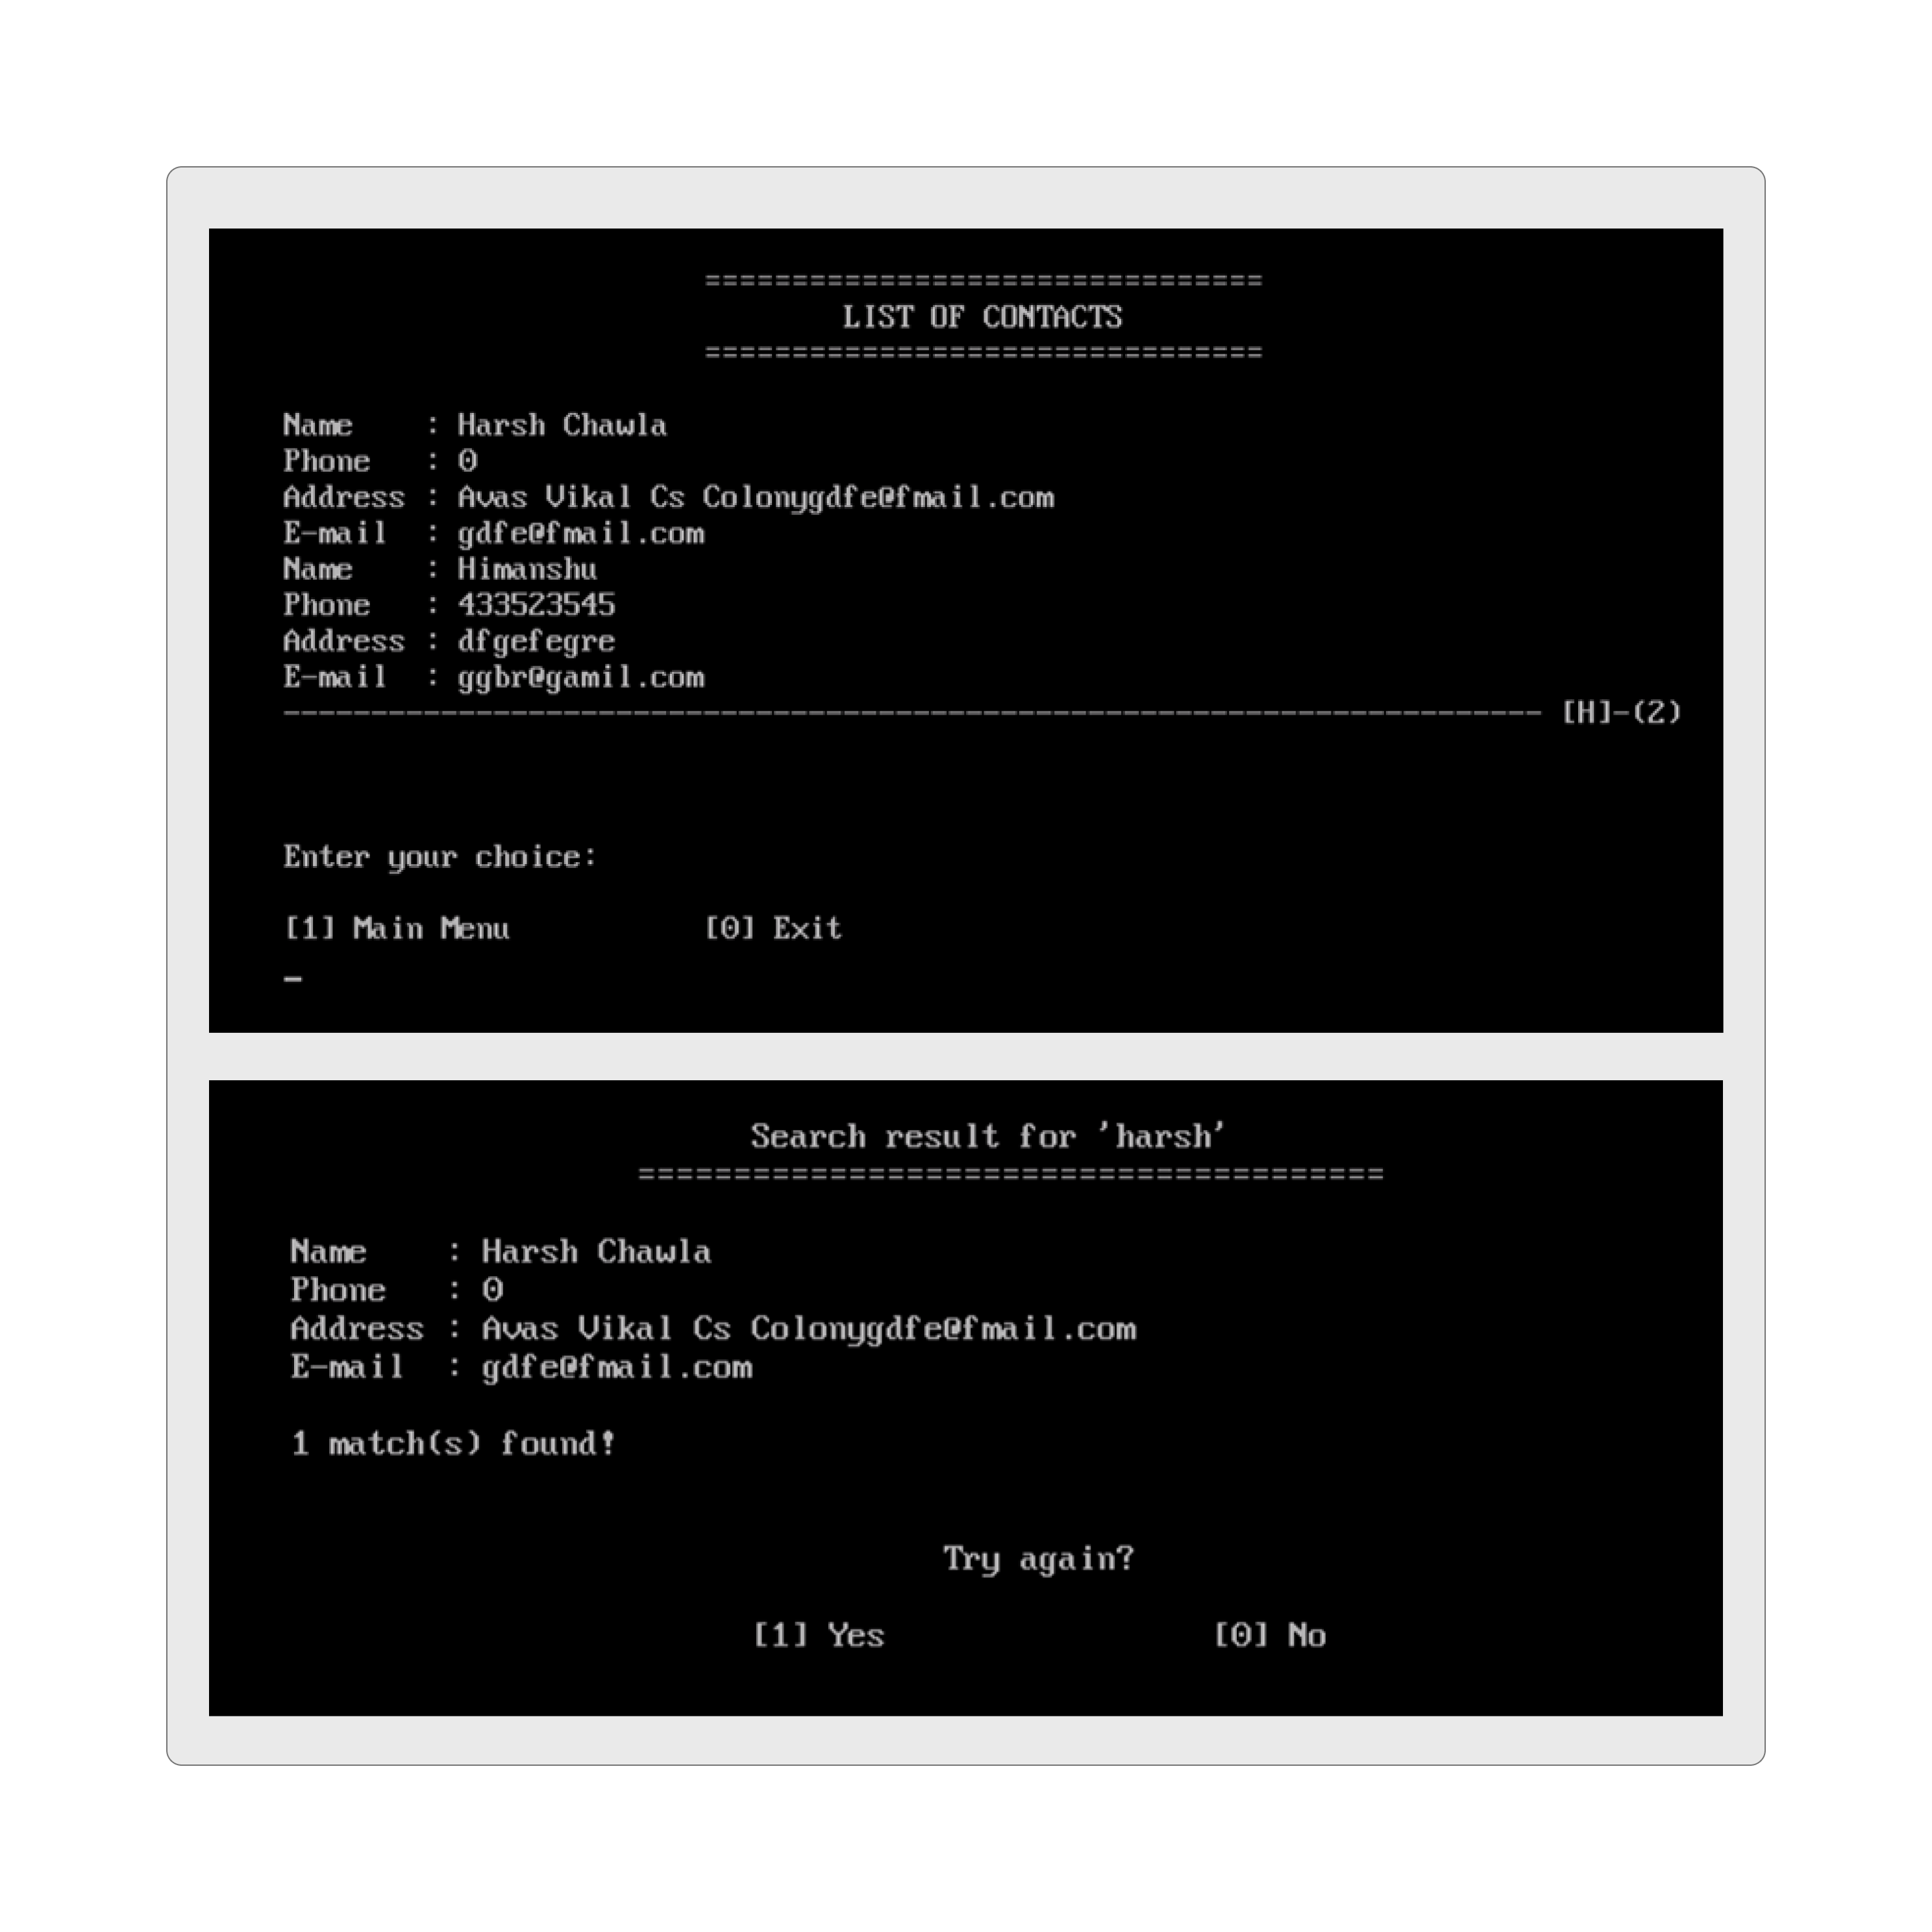 ===============================
LIST OF CONTACTS
================================
Name : Harsh Chawla
Phone : 0
Address : Avas Vikal Cs Colonygdfe@fmail.com
E-mail : gdfe@fmail.com
Name : Himanshu
Phone : 433523545
Address : dfgefegre
E-mail : ggbr@gamil.com
------------------------------------------------------------------------ [H]-(2)
Enter your choice:
[1] Main Menu [0] Exit
_
Search result for 'harsh'
=======================================
Name : Harsh Chawla
Phone : 0
Address : Avas Vikal Cs Colonygdfe@fmail.com
E-mail : gdfe@fmail.com
1 match(s) found!
Try again?
[1] Yes [0] No